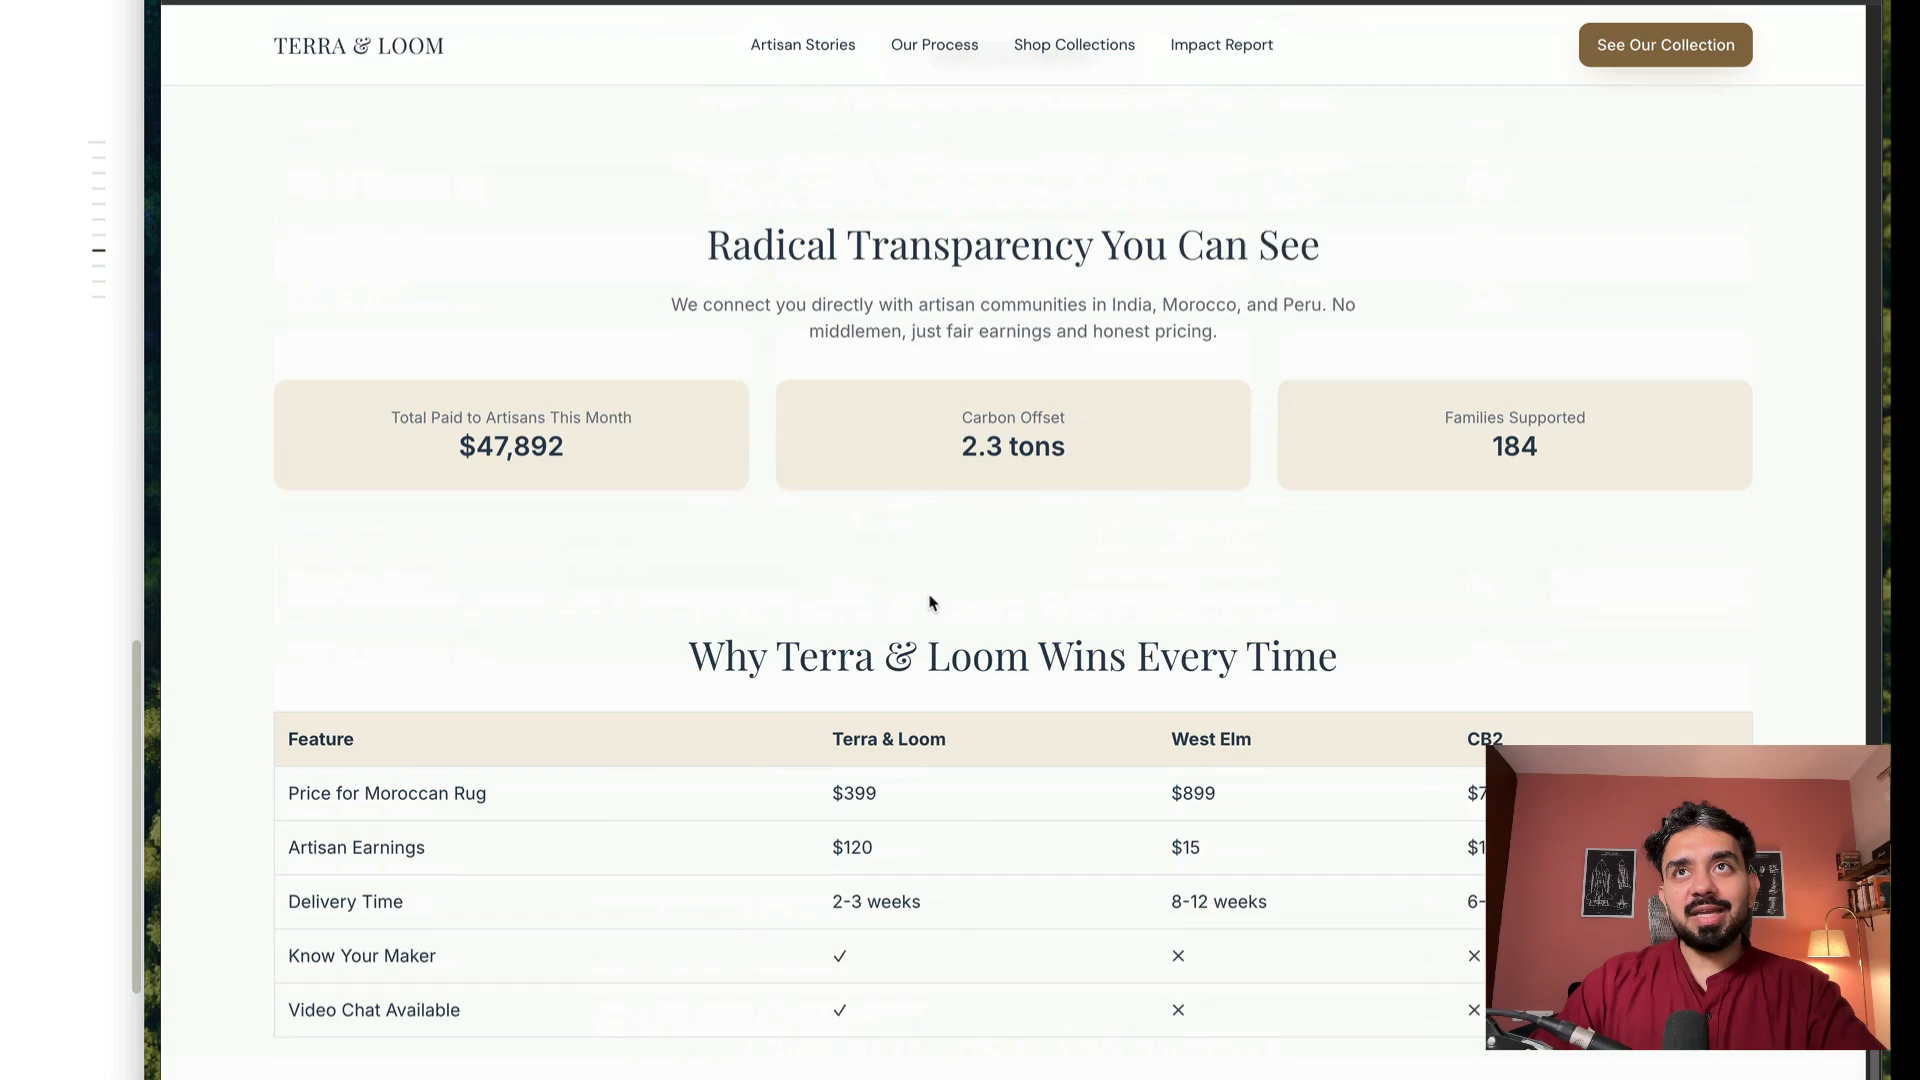 TERRA & LOOM
Artisan Stories
Our Process
Shop Collections
Impact Report
See Our Collection
Radical Transparency You Can See
We connect you directly with artisan communities in India, Morocco, and Peru. No
middlemen, just fair earnings and honest pricing.
Total Paid to Artisans This Month
$47,892
Carbon Offset
2.3 tons
Families Supported
184
Why Terra & Loom Wins Every Time
Feature Terra & Loom West Elm CB2
Price for Moroccan Rug $399 $899
Artisan Earnings $120 $15
Delivery Time 2-3 weeks 8-12 weeks
Know Your Maker ✓ ✕ ✕
Video Chat Available ✓ ✕ ✕